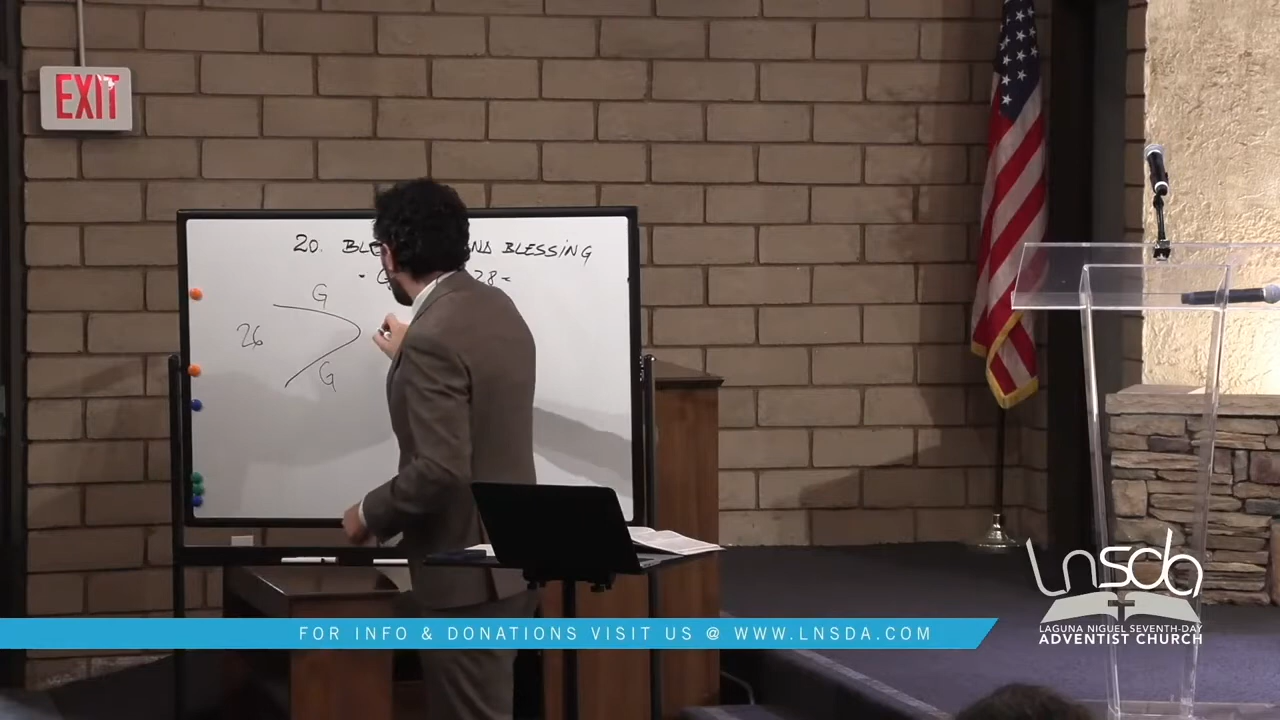 EXIT
20. BLE ND BLESSING
G 28
G
26
G
FOR INFO & DONATIONS VISIT US @ WWW.LNSDA.COM
Lnsda
LAGUNA NIGUEL SEVENTH-DAY
ADVENTIST CHURCH